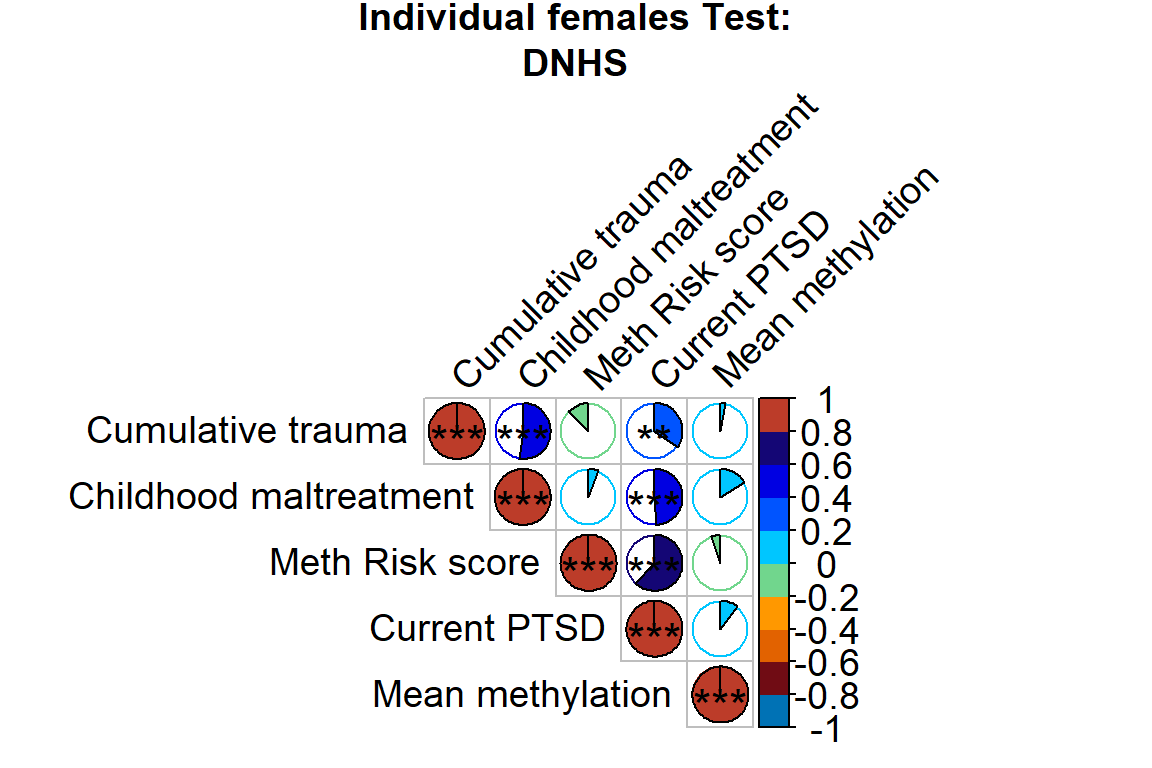 Individual females Test:
DNHS
Cumulative trauma
Childhood maltreatment
Meth Risk score
Current PTSD
Mean methylation
Cumulative trauma
*** *** **
Childhood maltreatment
*** ***
Meth Risk score
*** ***
Current PTSD
***
Mean methylation
***
1
0.8
0.6
0.4
0.2
0
-0.2
-0.4
-0.6
-0.8
-1